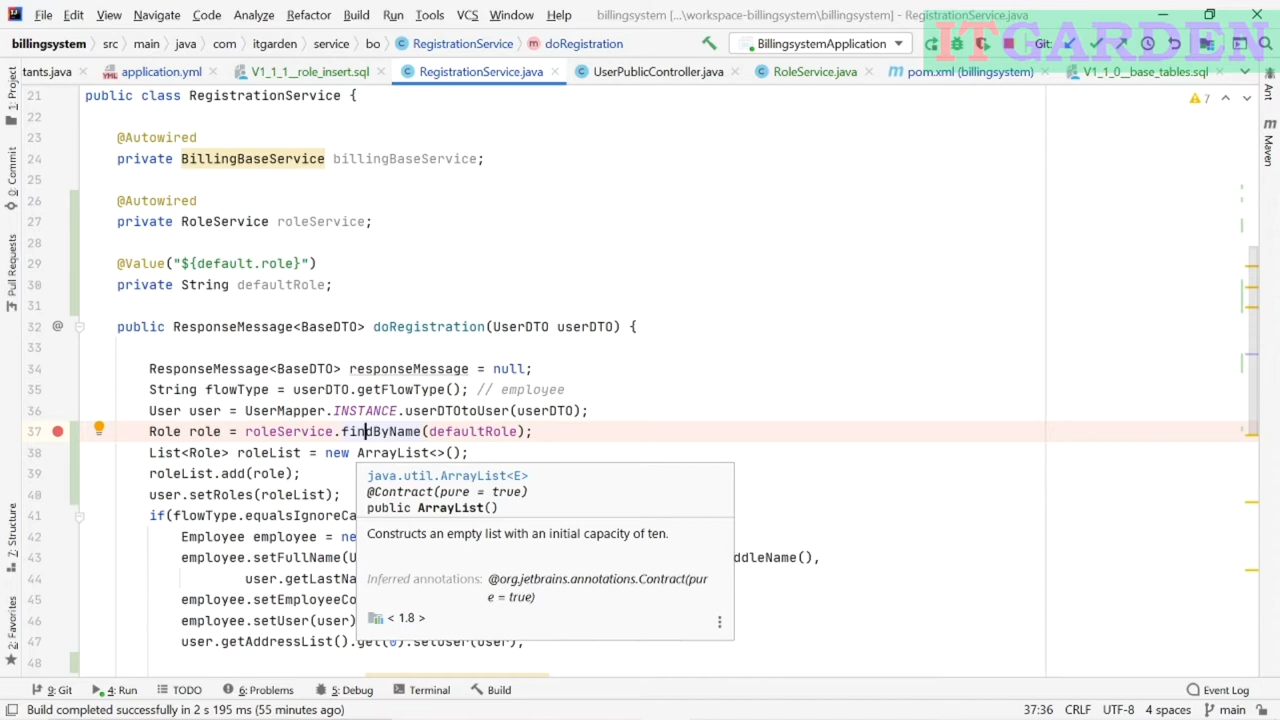 File Edit View Navigate Code Analyze Refactor Build Run Tools VCS Window Help billingsystem [...\workspace-billingsystem\billingsystem] - RegistrationService.java
ITGARDEN
billingsystem src main java com itgarden service bo RegistrationService doRegistration BillingsystemApplication Git:
tants.java application.yml V1_1_1__role_insert.sql RegistrationService.java UserPublicController.java RoleService.java pom.xml (billingsystem) V1_1_0__base_tables.sql
1: Project
0: Commit
Pull Requests
7: Structure
2: Favorites
Ant
Maven
7
21 public class RegistrationService {
22
23 @Autowired
24 private BillingBaseService billingBaseService;
25
26 @Autowired
27 private RoleService roleService;
28
29 @Value("${default.role}")
30 private String defaultRole;
31
32 @ public ResponseMessage<BaseDTO> doRegistration(UserDTO userDTO) {
33
34 ResponseMessage<BaseDTO> responseMessage = null;
35 String flowType = userDTO.getFlowType(); // employee
36 User user = UserMapper.INSTANCE.userDTOtoUser(userDTO);
37 Role role = roleService.findByName(defaultRole);
38 List<Role> roleList = new ArrayList<>();
39 roleList.add(role);
40 user.setRoles(roleList);
41 if(flowType.equalsIgnoreCa
42 Employee employee = ne
43 employee.setFullName(U ddleName(),
44 user.getLastNa
45 employee.setEmployeeCo
46 employee.setUser(user)
47 user.getAddressList().get(0).setUser(user);
48
java.util.ArrayList<E>
@Contract(pure = true)
public ArrayList()
Constructs an empty list with an initial capacity of ten.
Inferred annotations: @org.jetbrains.annotations.Contract(pur
e = true)
< 1.8 >
9: Git 4: Run TODO 6: Problems 5: Debug Terminal Build Event Log
Build completed successfully in 2 s 195 ms (55 minutes ago) 37:36 CRLF UTF-8 4 spaces main